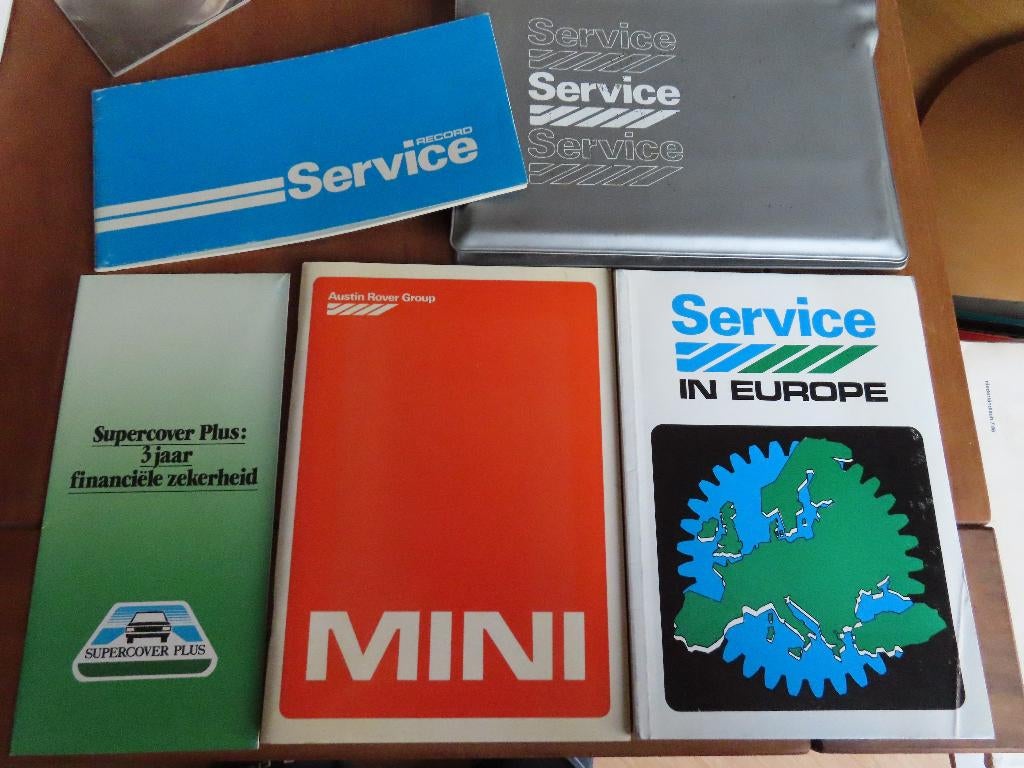 Service
Service
Service
RECORD
Service
Supercover Plus:
3 jaar
financiële zekerheid
SUPERCOVER PLUS
Austin Rover Group
MINI
Service
IN EUROPE